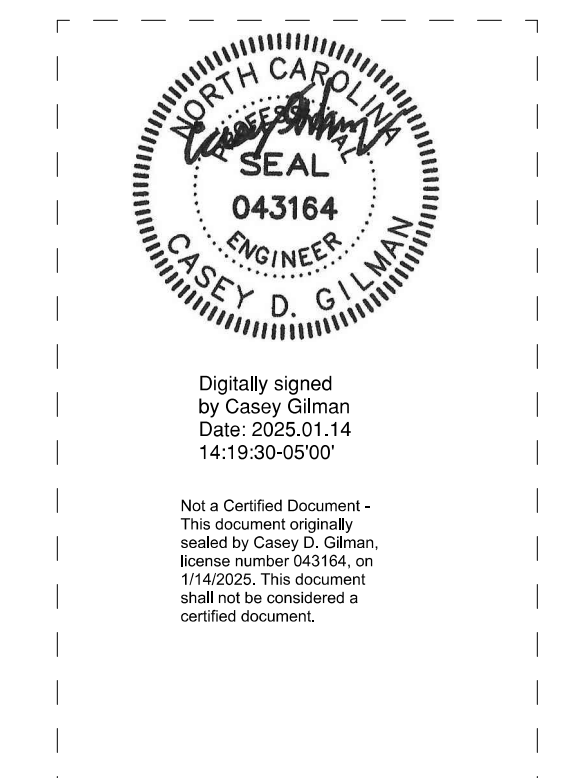 NORTH CAROLINA
PROFESSIONAL
SEAL
043164
ENGINEER
CASEY D. GILMAN
Digitally signed
by Casey Gilman
Date: 2025.01.14
14:19:30-05'00'
Not a Certified Document -
This document originally
sealed by Casey D. Gilman,
license number 043164, on
1/14/2025. This document
shall not be considered a
certified document.